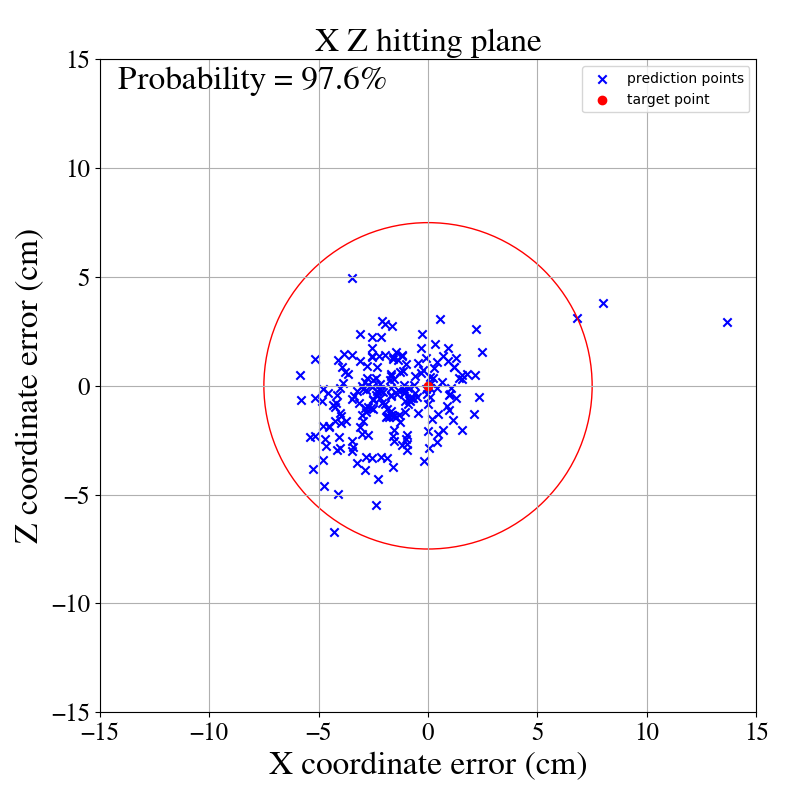 X Z hitting plane
Probability = 97.6%
prediction points
target point
Z coordinate error (cm)
15
10
5
0
−5
−10
−15
−15
−10
−5
0
5
10
15
X coordinate error (cm)